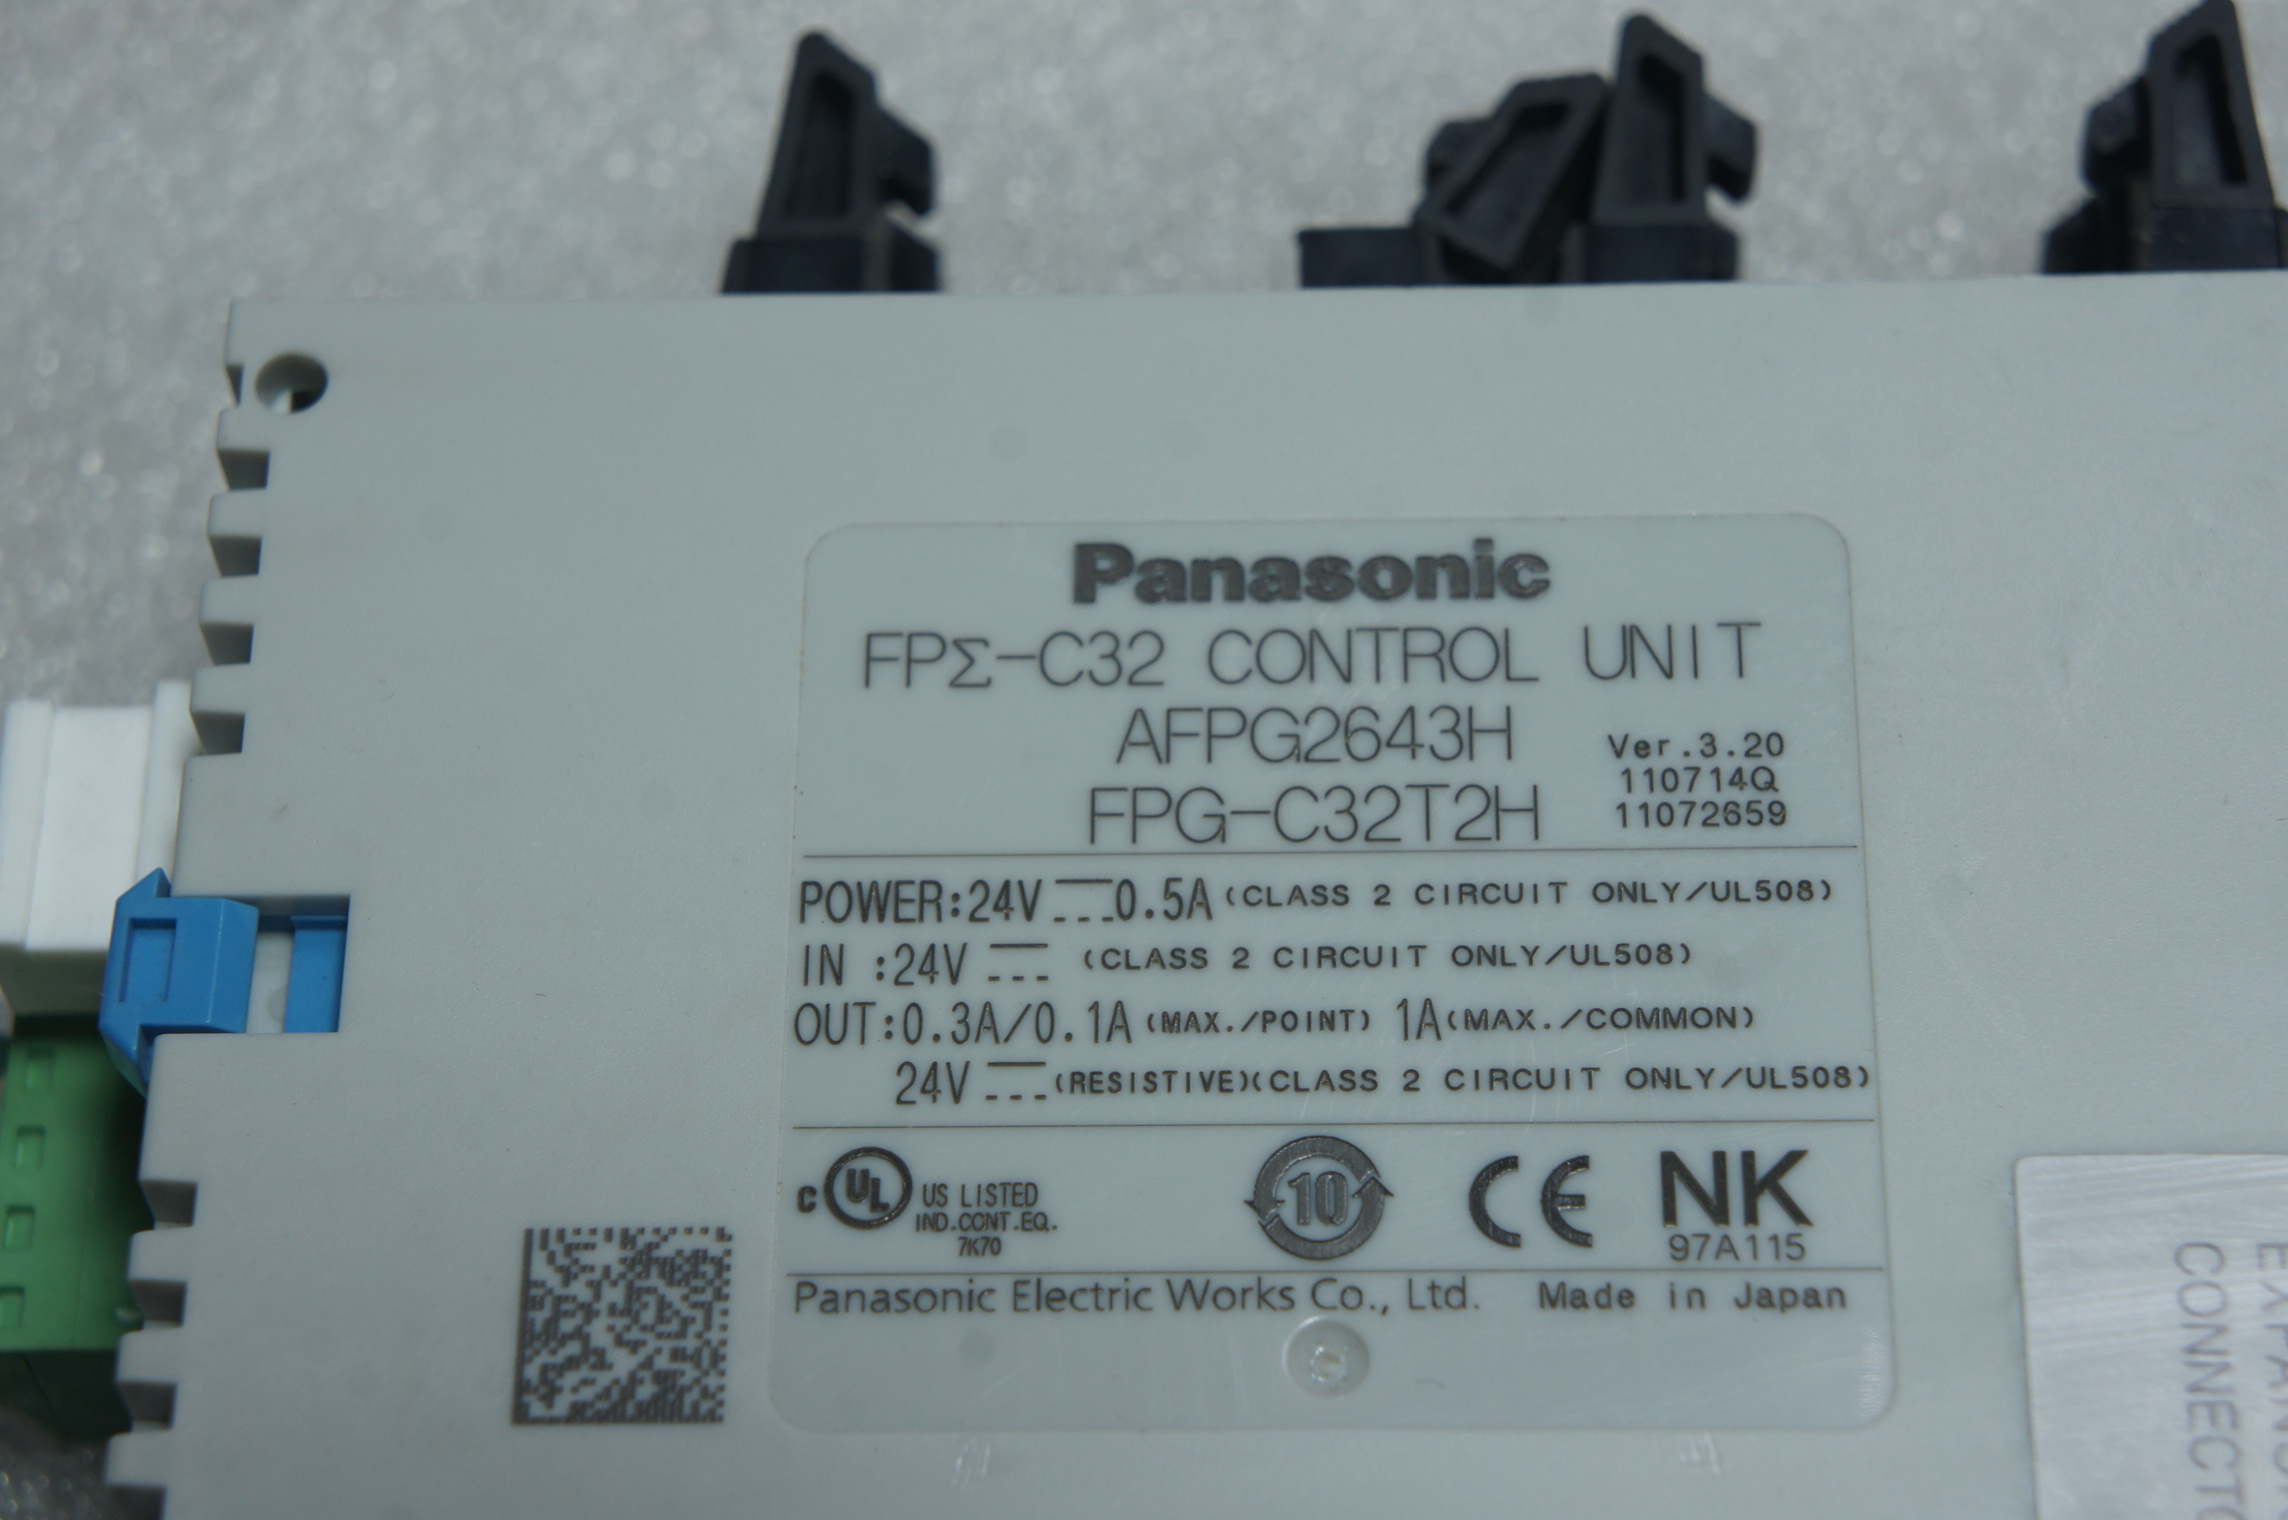 Panasonic
FPΣ-C32 CONTROL UNIT
AFPG2643H
Ver.3.20
110714Q
FPG-C32T2H
11072659
POWER:24V⎓0.5A(CLASS 2 CIRCUIT ONLY/UL508)
IN :24V⎓ (CLASS 2 CIRCUIT ONLY/UL508)
OUT:0.3A/0.1A(MAX./POINT) 1A(MAX./COMMON)
24V⎓(RESISTIVE)(CLASS 2 CIRCUIT ONLY/UL508)
C UL US LISTED
IND.CONT.EQ.
7K70
10
CE
NK
97A115
Panasonic Electric Works Co., Ltd. Made in Japan